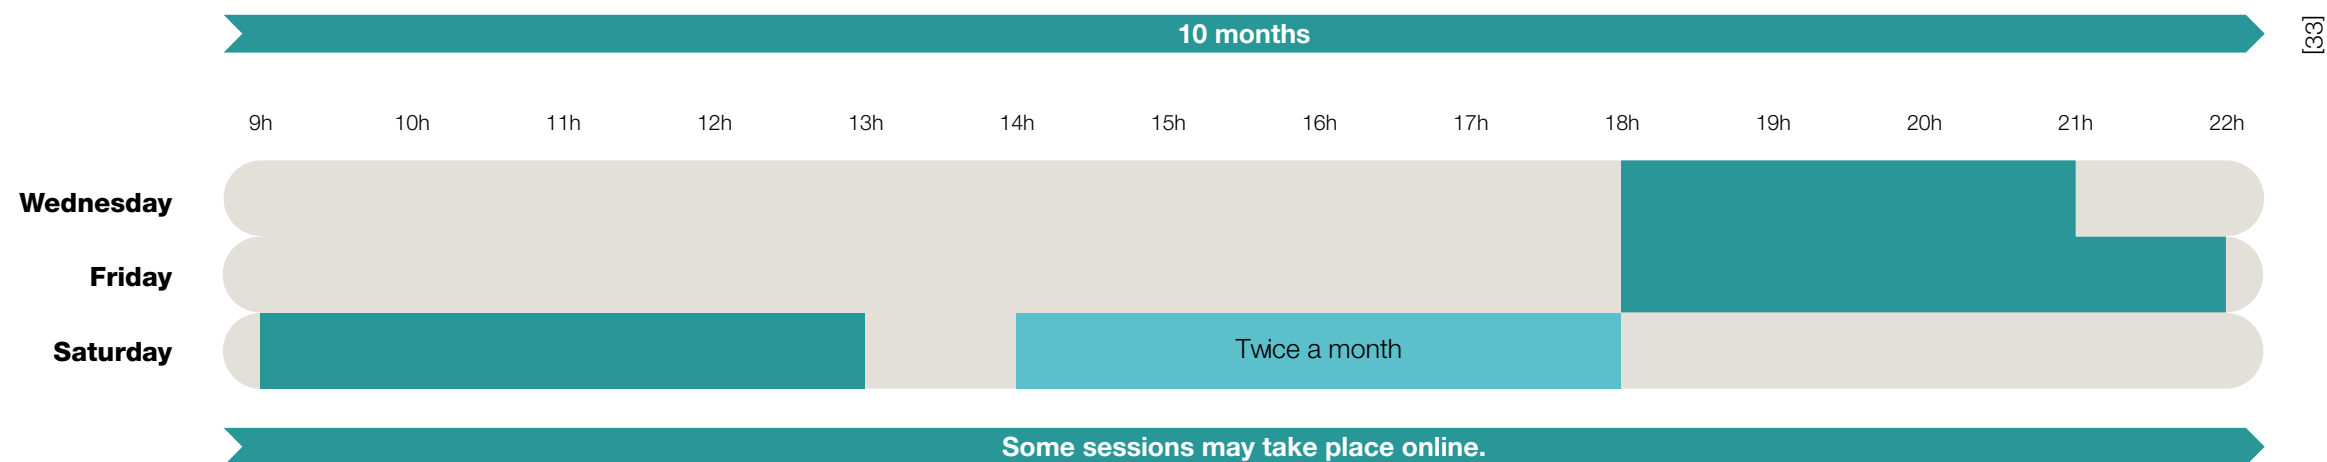 10 months
[33]
9h 10h 11h 12h 13h 14h 15h 16h 17h 18h 19h 20h 21h 22h
Wednesday
Friday
Saturday
Twice a month
Some sessions may take place online.